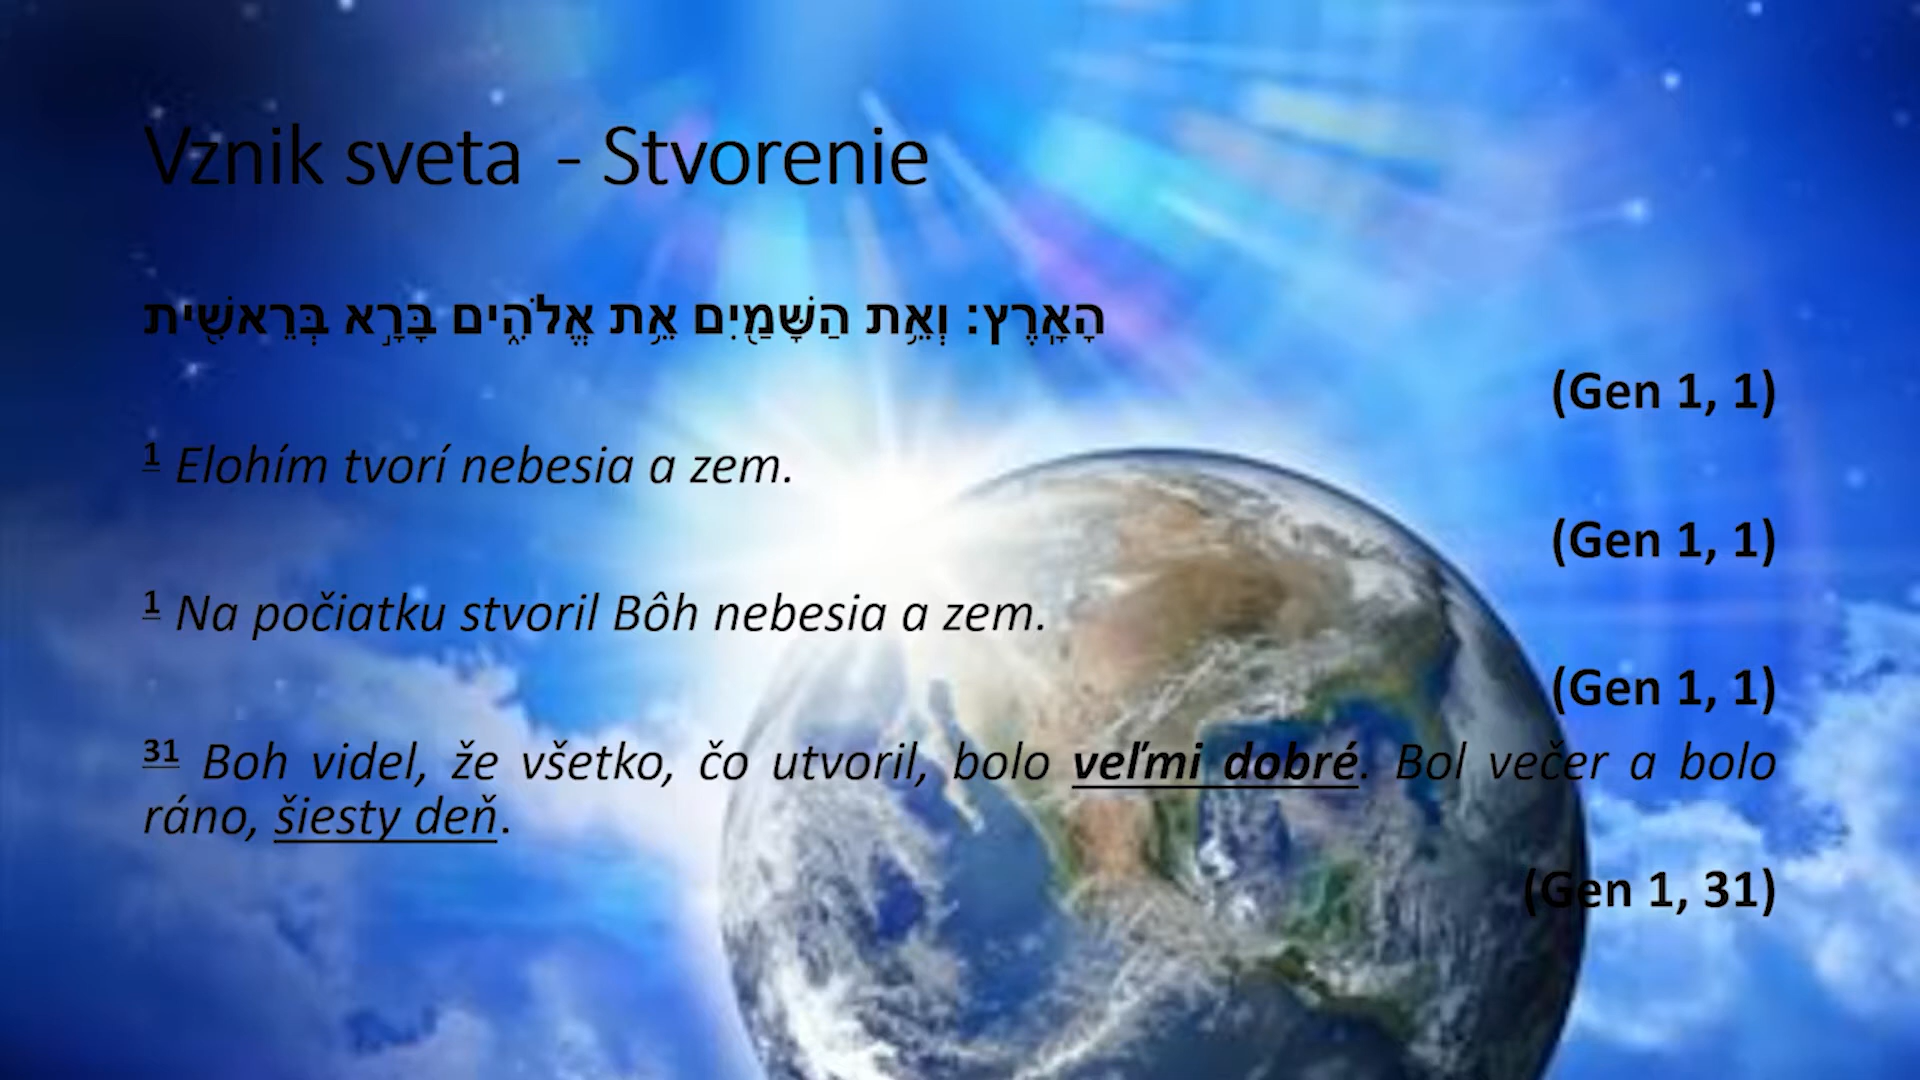 Vznik sveta - Stvorenie
הָאָֽרֶץ׃ וְאֵ֥ת הַשָּׁמַ֖יִם אֵ֥ת אֱלֹהִ֑ים בָּרָ֣א בְּרֵאשִׁ֖ית
(Gen 1, 1)
1 Elohím tvorí nebesia a zem.
(Gen 1, 1)
1 Na počiatku stvoril Bôh nebesia a zem.
(Gen 1, 1)
31 Boh videl, že všetko, čo utvoril, bolo veľmi dobré. Bol večer a bolo
ráno, šiesty deň.
(Gen 1, 31)